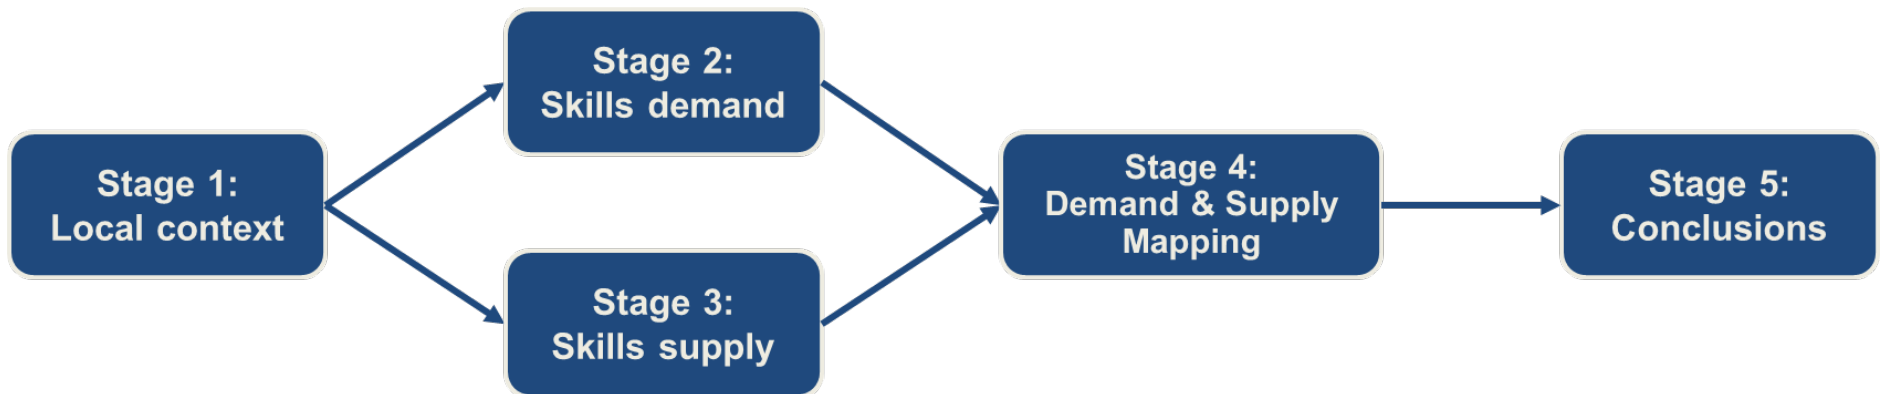 Stage 1:
Local context
Stage 2:
Skills demand
Stage 3:
Skills supply
Stage 4:
Demand & Supply
Mapping
Stage 5:
Conclusions